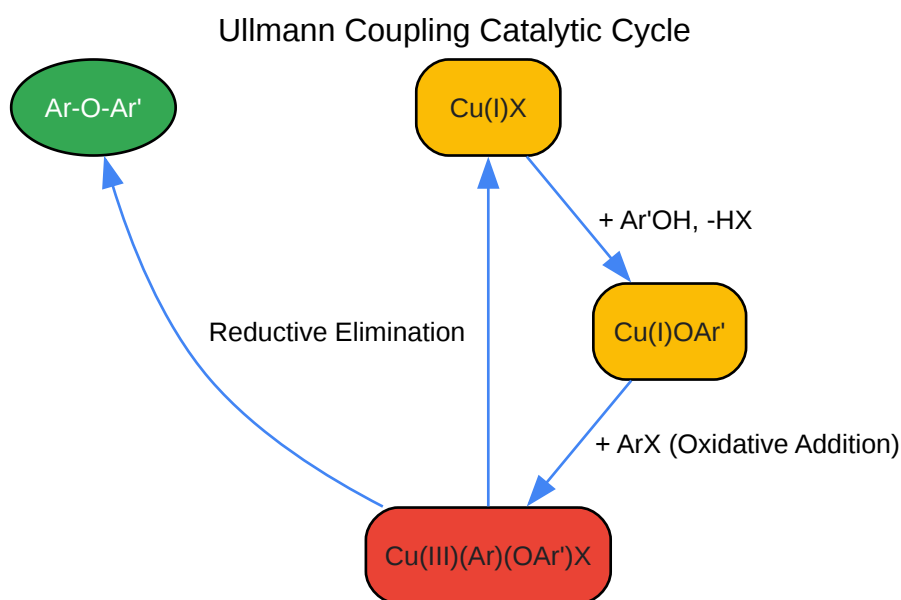 Ullmann Coupling Catalytic Cycle
Ar-O-Ar'
Cu(I)X
+ Ar'OH, -HX
Reductive Elimination
Cu(I)OAr'
+ ArX (Oxidative Addition)
Cu(III)(Ar)(OAr')X